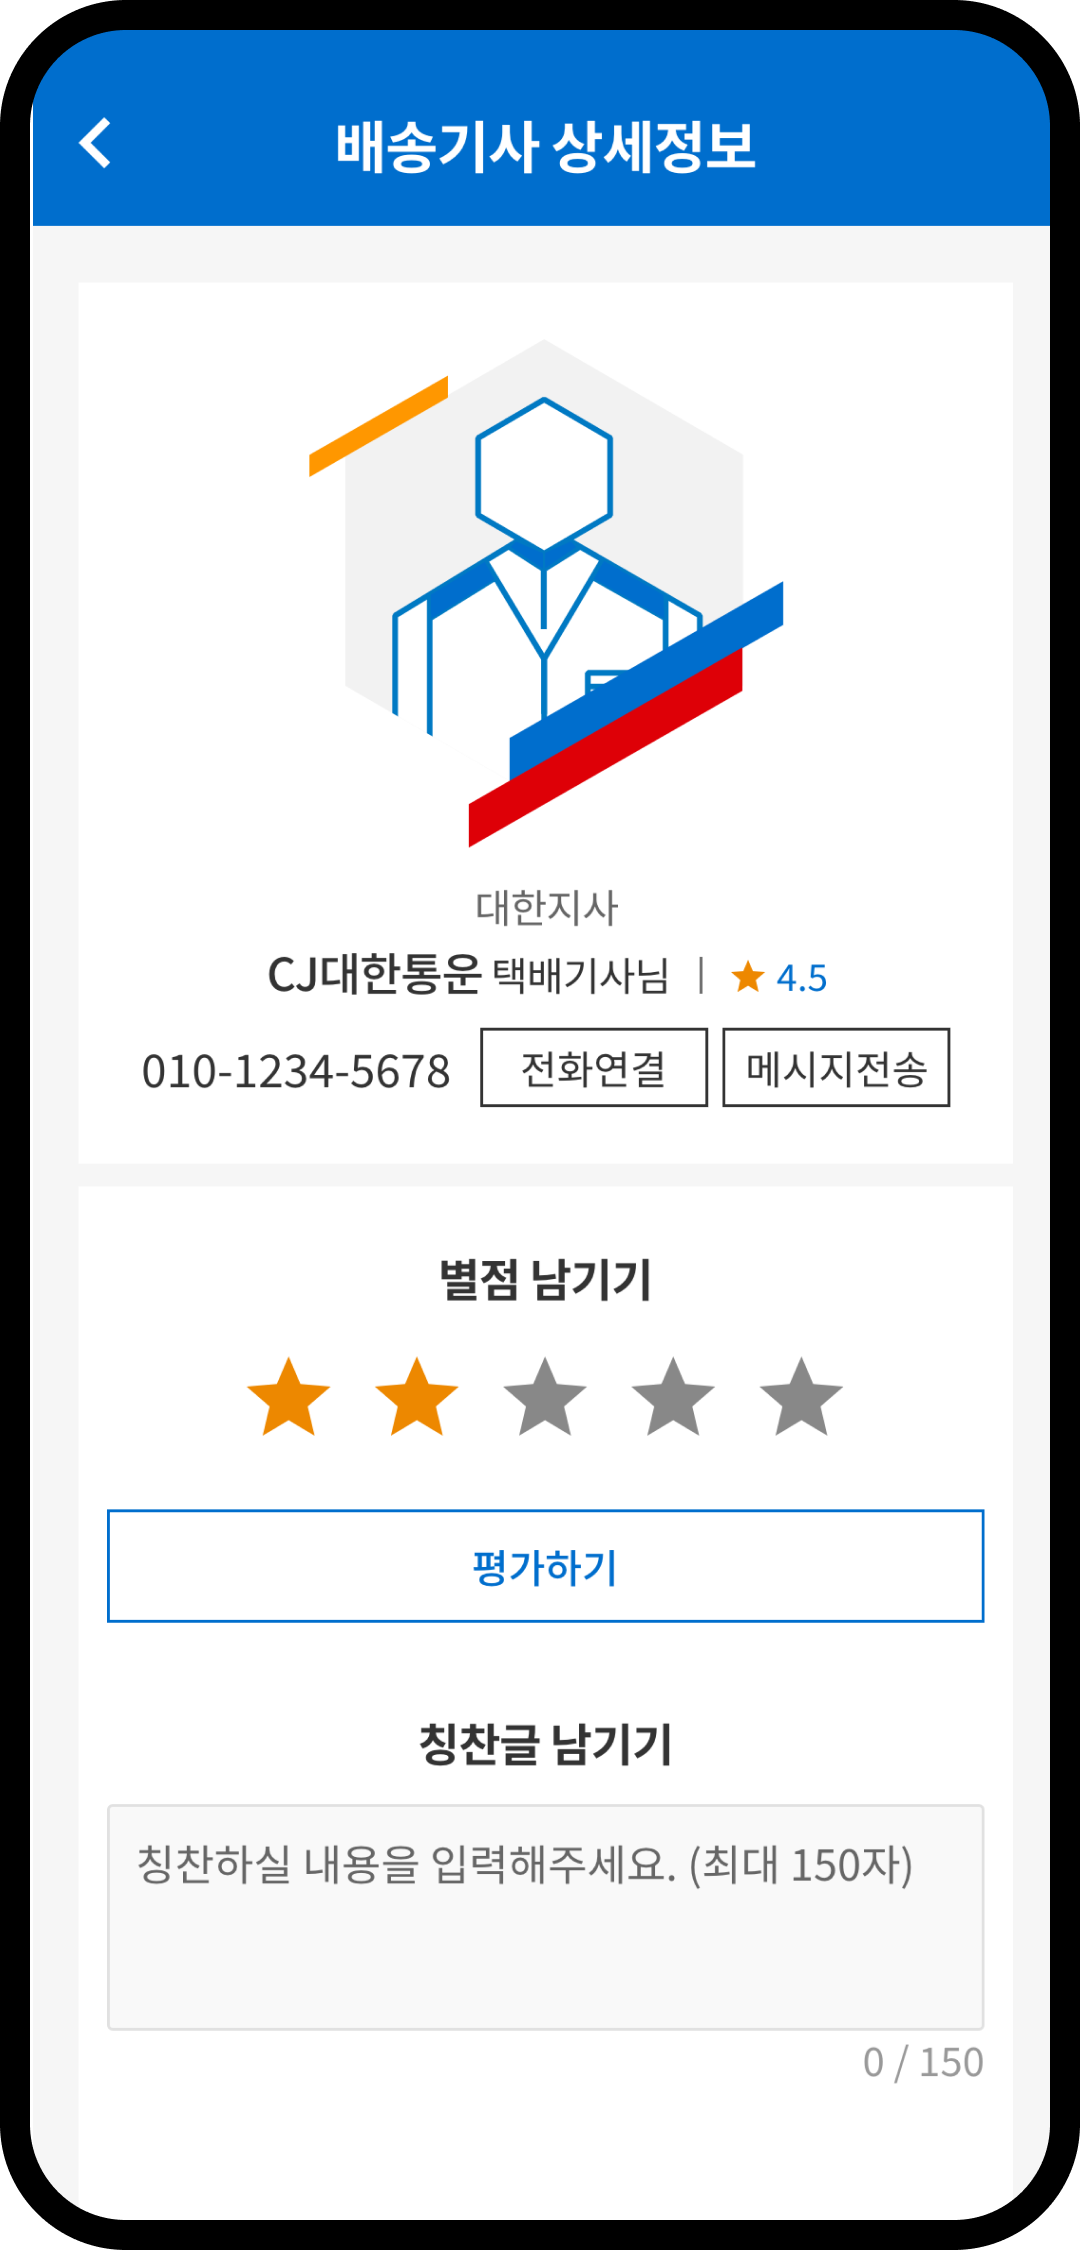 배송기사 상세정보
대한지사
CJ대한통운 택배기사님 | 4.5
010-1234-5678 전화연결 메시지전송
별점 남기기
평가하기
칭찬글 남기기
칭찬하실 내용을 입력해주세요. (최대 150자)
0 / 150